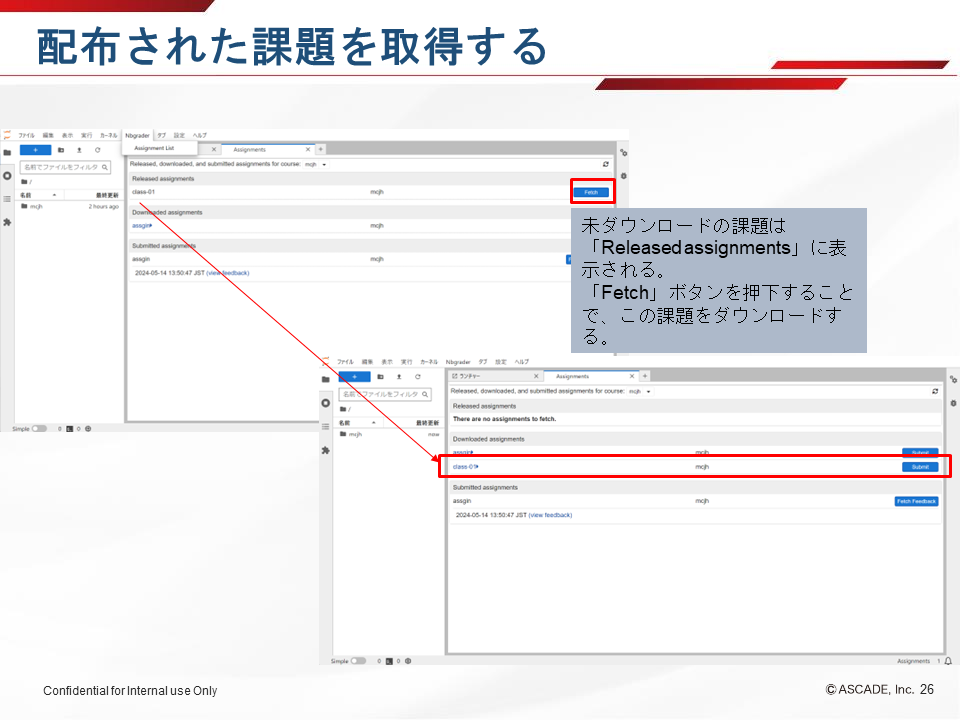 配布された課題を取得する
ファイル 編集 表示 実行 カーネル Nbgrader タブ 設定 ヘルプ
Assignment List
Assignments
名前でファイルをフィルタ
Released, downloaded, and submitted assignments for course: mcjh
/
Released assignments
名前 最終更新
class-01 mcjh Fetch
mcjh 2 hours ago
Downloaded assignments
assgin mcjh
Submitted assignments
assgin mcjh
2024-05-14 13:50:47 JST (view feedback)
Simple 0 0
未ダウンロードの課題は
「Released assignments」に表
示される。
「Fetch」ボタンを押下すること
で、この課題をダウンロードす
る。
ファイル 編集 表示 実行 カーネル Nbgrader タブ 設定 ヘルプ
ランチャー Assignments
名前でファイルをフィルタ
Released, downloaded, and submitted assignments for course: mcjh
/
Released assignments
名前 最終更新
There are no assignments to fetch.
mcjh now
Downloaded assignments
assgin mcjh Submit
class-01 mcjh Submit
Submitted assignments
assgin mcjh Fetch Feedback
2024-05-14 13:50:47 JST (view feedback)
Simple 0 0 Assignments 1
Confidential for Internal use Only
© ASCADE, Inc. 26